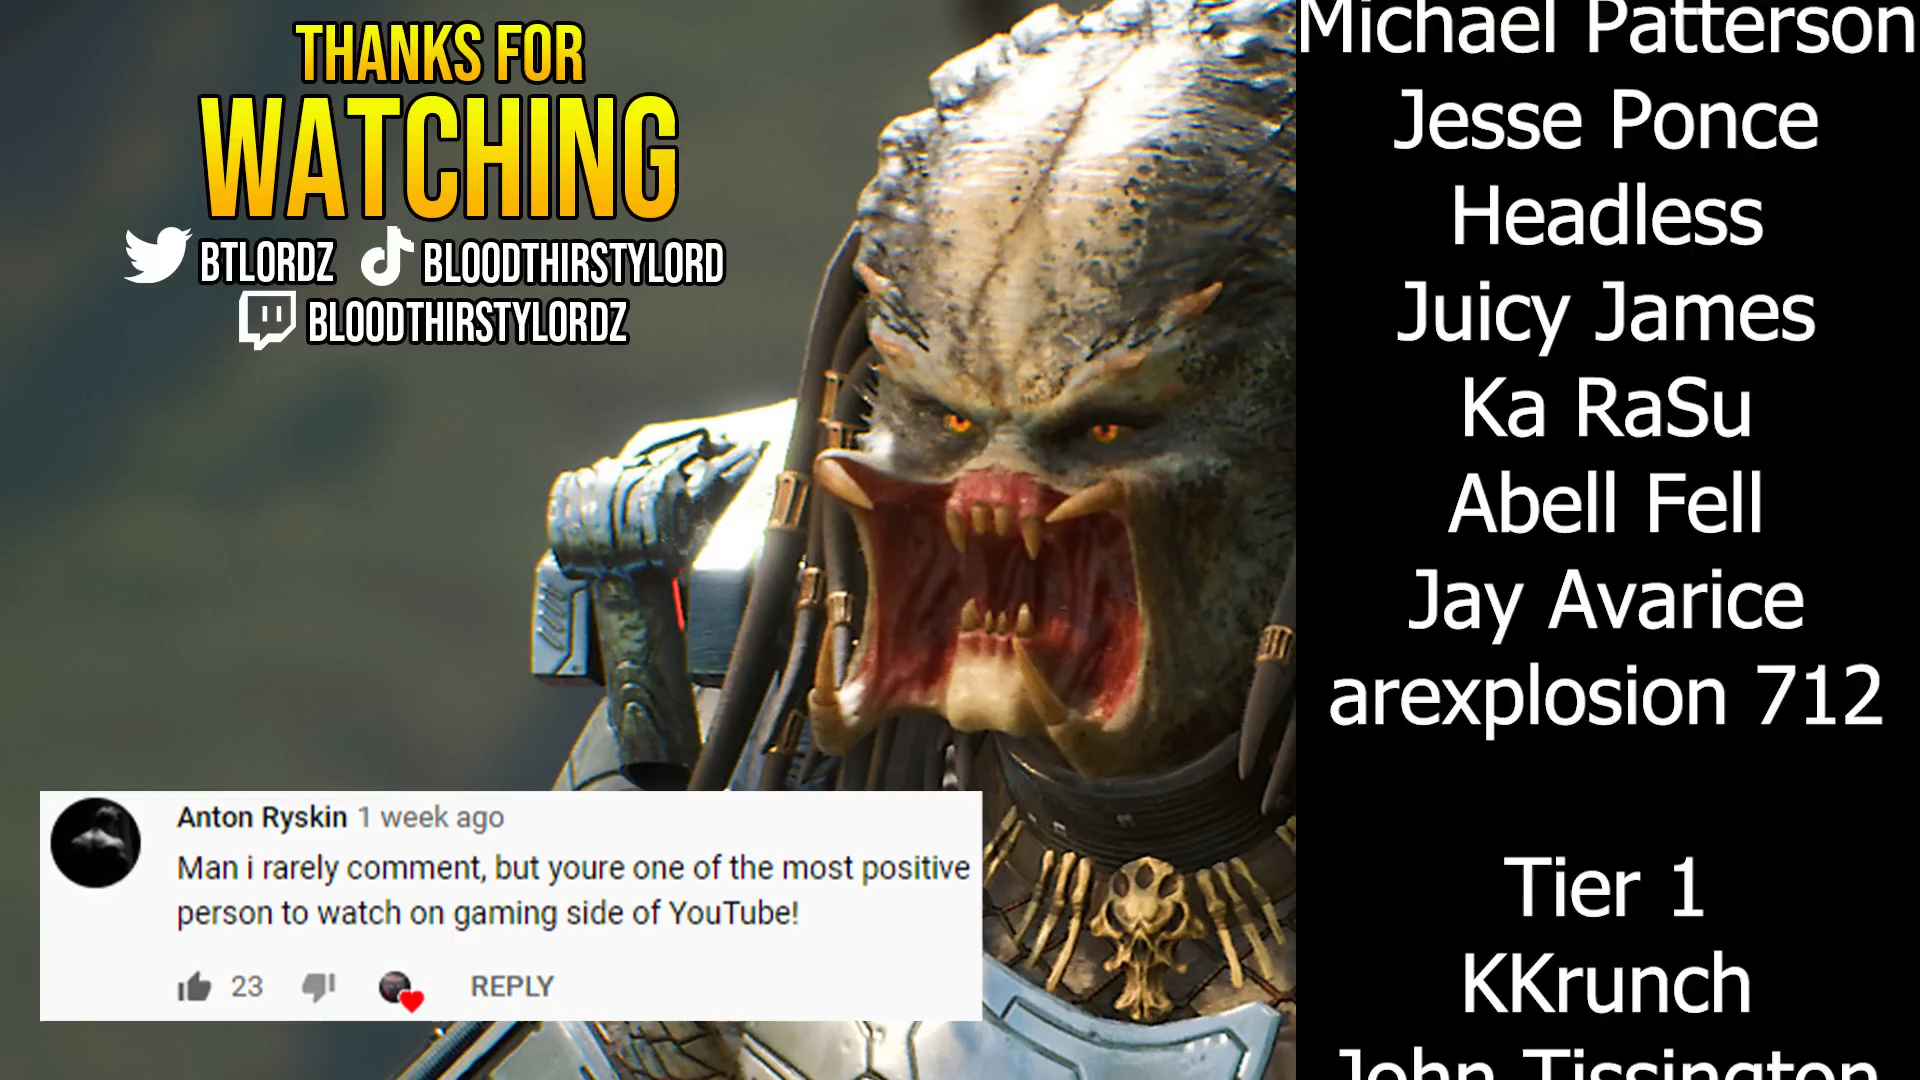 THANKS FOR
WATCHING
BTLORDZ BLOODTHIRSTYLORD
BLOODTHIRSTYLORDZ
Anton Ryskin 1 week ago
Man i rarely comment, but youre one of the most positive
person to watch on gaming side of YouTube!
23 REPLY
Michael Patterson
Jesse Ponce
Headless
Juicy James
Ka RaSu
Abell Fell
Jay Avarice
arexplosion 712
Tier 1
KKrunch
John Tissington